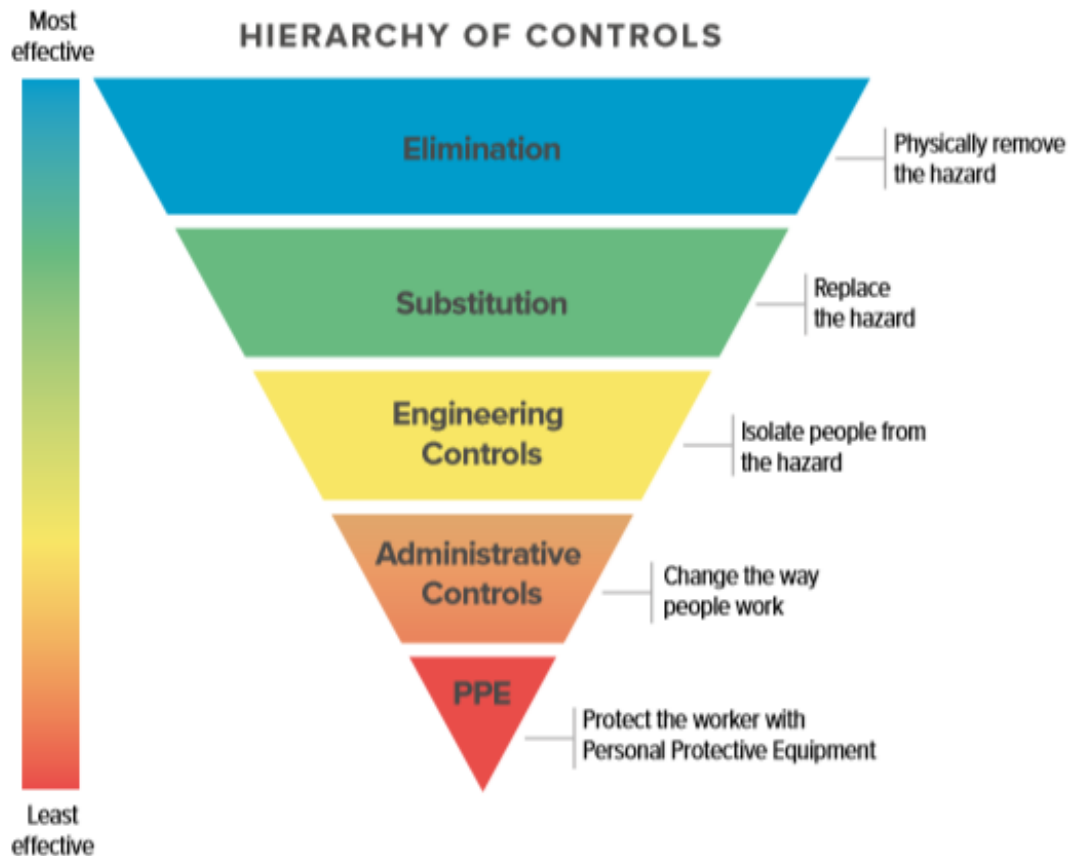 Most
effective
HIERARCHY OF CONTROLS
Elimination
Physically remove
the hazard
Substitution
Replace
the hazard
Engineering
Controls
Isolate people from
the hazard
Administrative
Controls
Change the way
people work
PPE
Protect the worker with
Personal Protective Equipment
Least
effective